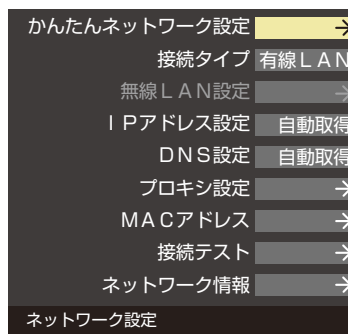 かんたんネットワーク設定 →
接続タイプ 有線ＬＡＮ
無線ＬＡＮ設定 →
ＩＰアドレス設定 自動取得
ＤＮＳ設定 自動取得
プロキシ設定 →
ＭＡＣアドレス →
接続テスト →
ネットワーク情報 →
ネットワーク設定